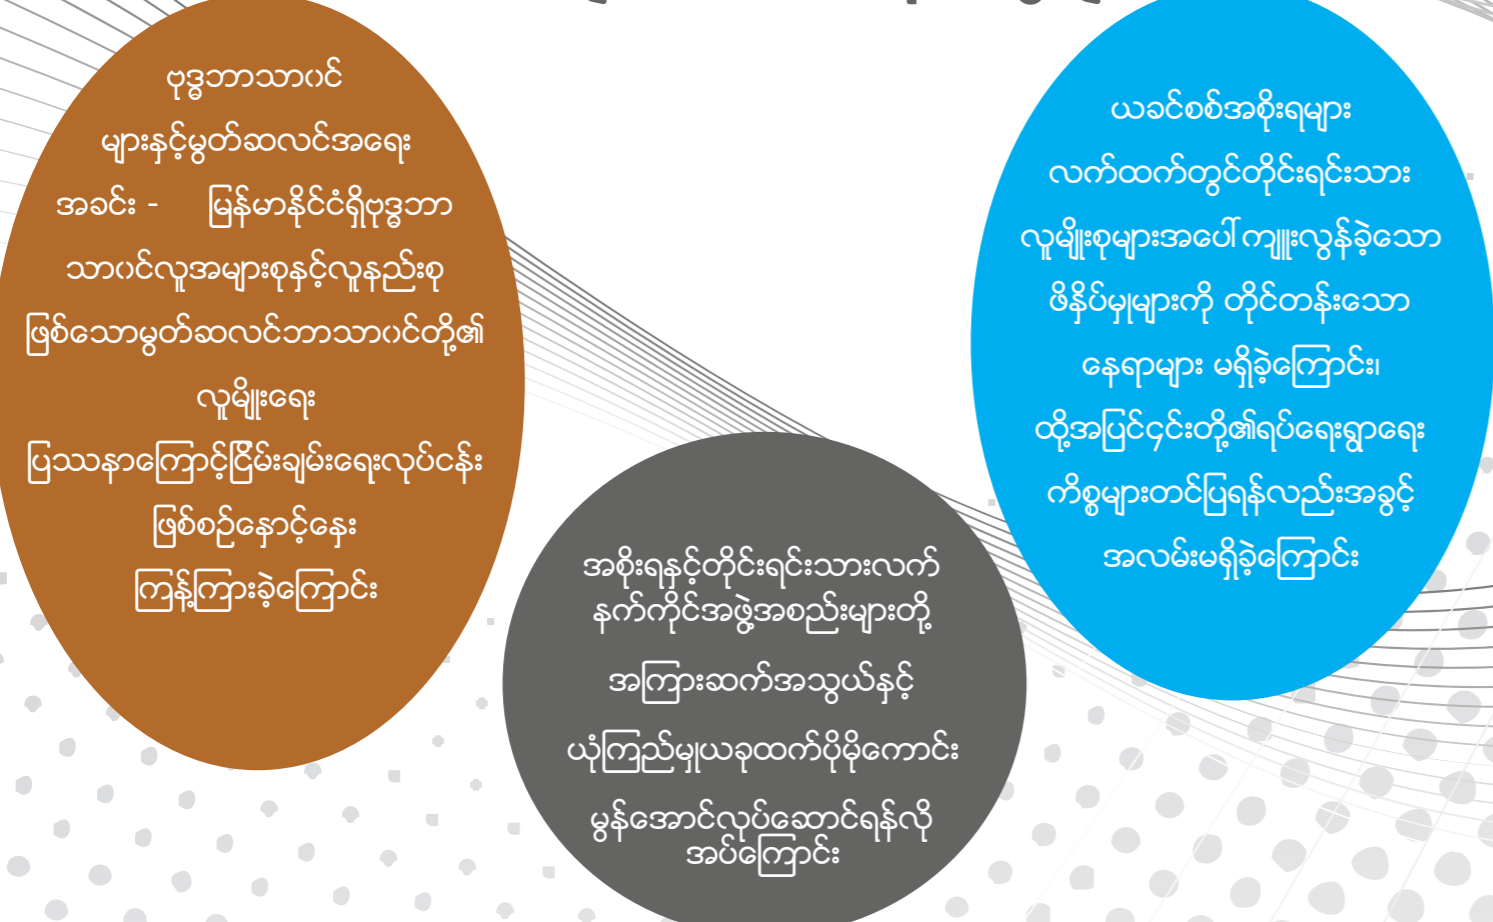 ဗုဒ္ဓဘာသာဝင်
များနှင့်မွတ်ဆလင်အရေး
အခင်း - မြန်မာနိုင်ငံရှိဗုဒ္ဓဘာ
သာဝင်လူအများစုနှင့်လူနည်းစု
ဖြစ်သောမွတ်ဆလင်ဘာသာဝင်တို့၏
လူမျိုးရေး
ပြဿနာကြောင့်ငြိမ်းချမ်းရေးလုပ်ငန်း
ဖြစ်စဉ်နှောင့်နှေး
ကြန့်ကြာခဲ့ကြောင်း
အစိုးရနှင့်တိုင်းရင်းသားလက်
နက်ကိုင်အဖွဲ့အစည်းများတို့
အကြားဆက်အသွယ်နှင့်
ယုံကြည်မှုယခုထက်ပိုမိုကောင်း
မွန်အောင်လုပ်ဆောင်ရန်လို
အပ်ကြောင်း
ယခင်စစ်အစိုးရများ
လက်ထက်တွင်တိုင်းရင်းသား
လူမျိုးစုများအပေါ် ကျူးလွန်ခဲ့သော
ဖိနှိပ်မှုများကို တိုင်တန်းသော
နေရာများ မရှိခဲ့ကြောင်း၊
ထို့အပြင်၎င်းတို့၏ရပ်ရေးရွာရေး
ကိစ္စများတင်ပြရန်လည်းအခွင့်
အလမ်းမရှိခဲ့ကြောင်း